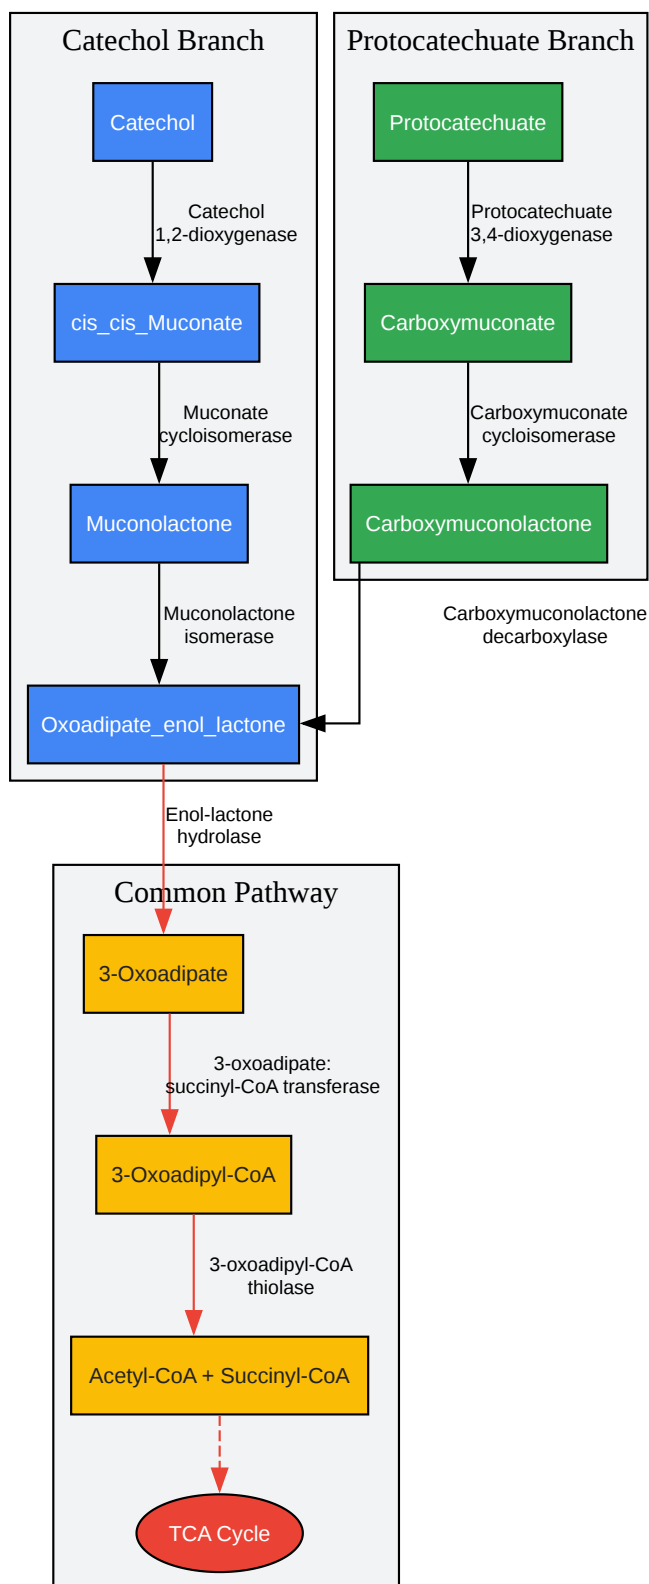 Catechol Branch
Catechol
Catechol
1,2-dioxygenase
cis_cis_Muconate
Muconate
cycloisomerase
Muconolactone
Muconolactone
isomerase
Oxoadipate_enol_lactone
Protocatechuate Branch
Protocatechuate
Protocatechuate
3,4-dioxygenase
Carboxymuconate
Carboxymuconate
cycloisomerase
Carboxymuconolactone
Carboxymuconolactone
decarboxylase
Enol-lactone
hydrolase
Common Pathway
3-Oxoadipate
3-oxoadipate:
succinyl-CoA transferase
3-Oxoadipyl-CoA
3-oxoadipyl-CoA
thiolase
Acetyl-CoA + Succinyl-CoA
TCA Cycle